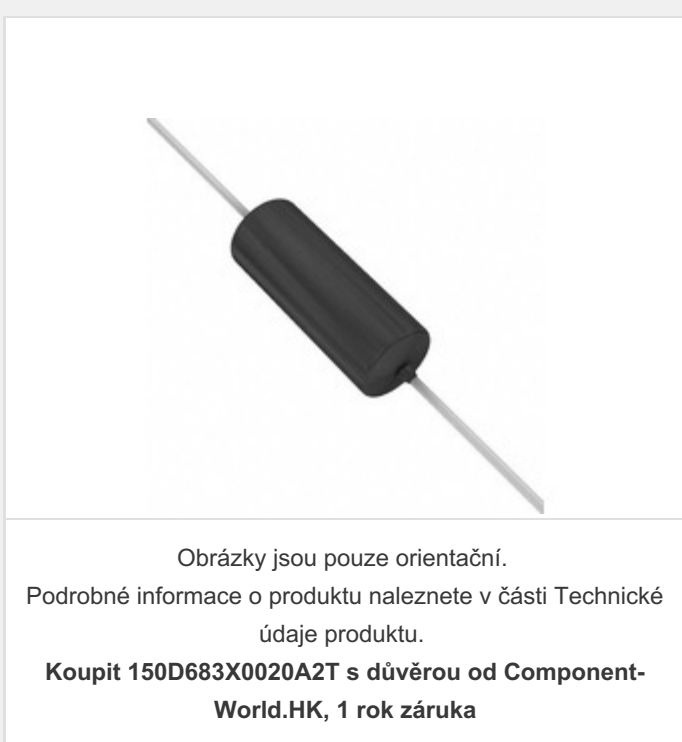 Obrázky jsou pouze orientační.
Podrobné informace o produktu naleznete v části Technické
údaje produktu.
Koupit 150D683X0020A2T s důvěrou od Component-
World.HK, 1 rok záruka